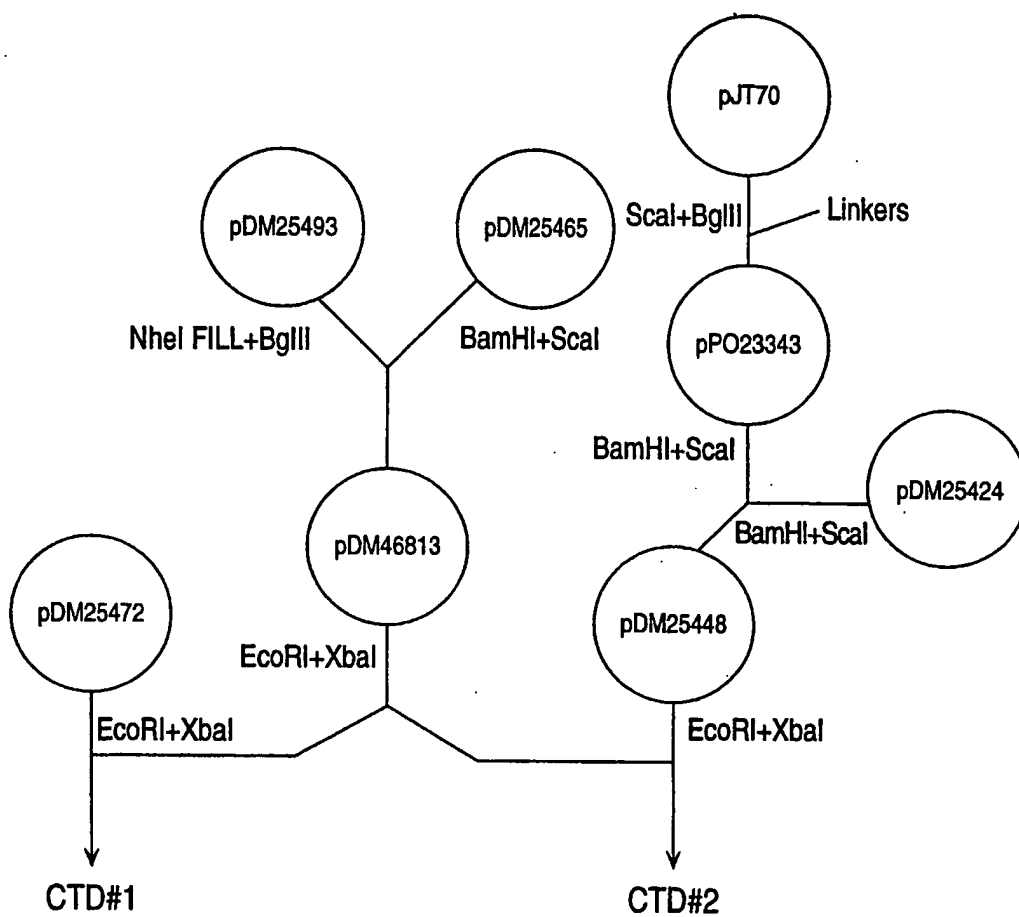 pJT70
ScaI+BglII
Linkers
pDM25493
pDM25465
NheI FILL+BglII
BamHI+ScaI
pPO23343
BamHI+ScaI
pDM25424
BamHI+ScaI
pDM46813
pDM25472
pDM25448
EcoRI+XbaI
EcoRI+XbaI
EcoRI+XbaI
CTD#1
CTD#2